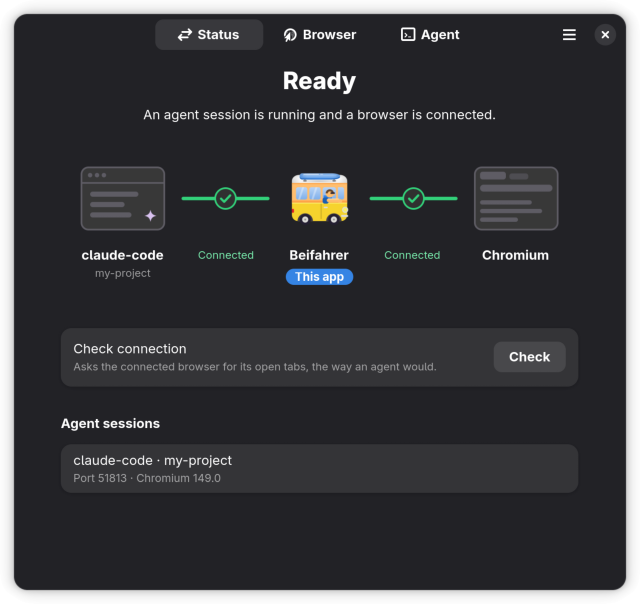 Status
Browser
Agent
Ready
An agent session is running and a browser is connected.
claude-code
my-project
Connected
Beifahrer
This app
Connected
Chromium
Check connection
Asks the connected browser for its open tabs, the way an agent would.
Check
Agent sessions
claude-code · my-project
Port 51813 · Chromium 149.0